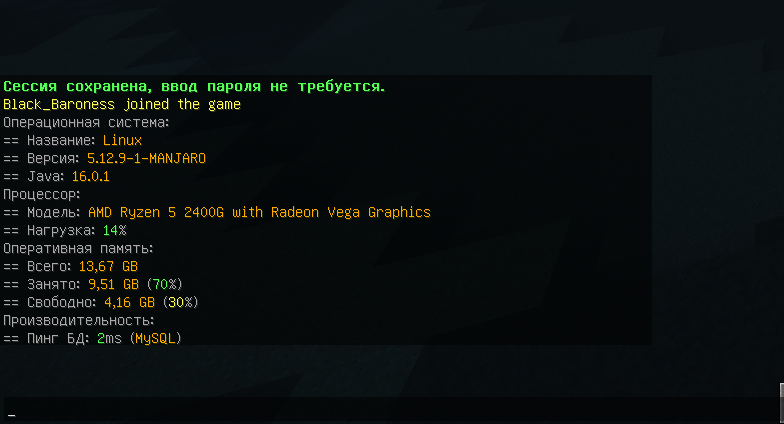 Сессия сохранена, ввод пароля не требуется.
Black_Baroness joined the game
Операционная система:
== Название: Linux
== Версия: 5.12.9-1-MANJARO
== Java: 16.0.1
Процессор:
== Модель: AMD Ryzen 5 2400G with Radeon Vega Graphics
== Нагрузка: 14%
Оперативная память:
== Всего: 13,67 GB
== Занято: 9,51 GB (70%)
== Свободно: 4,16 GB (30%)
Производительность:
== Пинг БД: 2ms (MySQL)
_